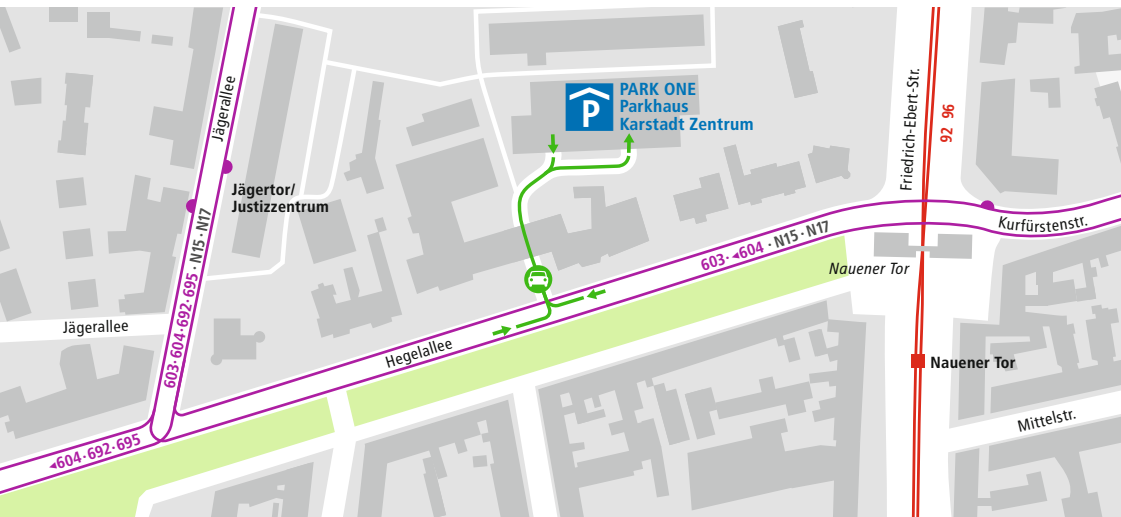 Jägerallee
PARK ONE
Parkhaus
Karstadt Zentrum
P
Friedrich-Ebert-Str.
92 96
Jägertor/
Justizzentrum
603·604·692·695·N15·N17
603·◂604·N15·N17
Kurfürstenstr.
Nauener Tor
Jägerallee
Hegelallee
Nauener Tor
Mittelstr.
◂604·692·695